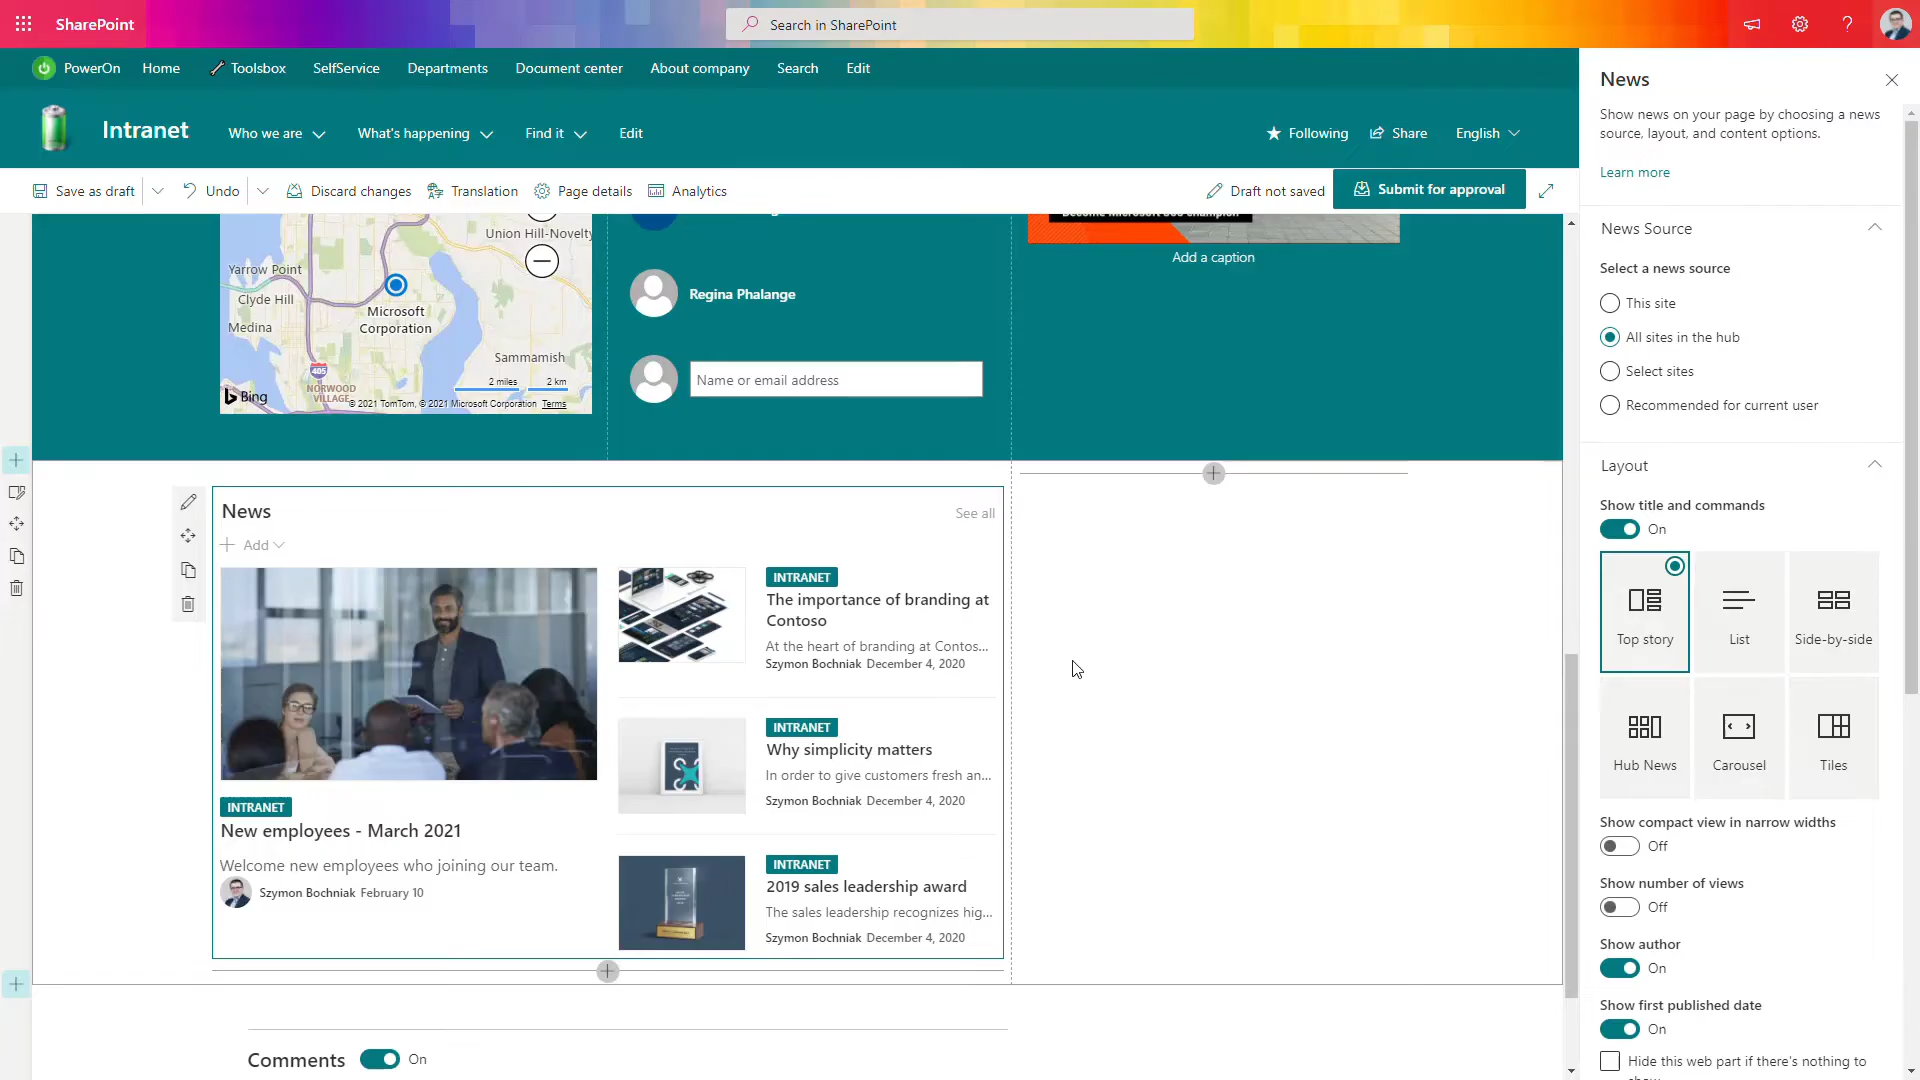 SharePoint
Search in SharePoint
PowerOn Home Toolsbox SelfService Departments Document center About company Search Edit
Intranet Who we are What's happening Find it Edit
Following Share English
Save as draft Undo Discard changes Translation Page details Analytics
Draft not saved Submit for approval
Union Hill-Novelty
Yarrow Point
Clyde Hill
Microsoft
Corporation
Medina
Sammamish
405
NORWOOD
VILLAGE
2 miles 2 km
Bing
© 2021 TomTom, © 2021 Microsoft Corporation Terms
Regina Phalange
Name or email address
Become Microsoft 365 champion
Add a caption
News
See all
Add
INTRANET
New employees - March 2021
Welcome new employees who joining our team.
Szymon Bochniak February 10
INTRANET
The importance of branding at
Contoso
At the heart of branding at Contos...
Szymon Bochniak December 4, 2020
INTRANET
Why simplicity matters
In order to give customers fresh an...
Szymon Bochniak December 4, 2020
INTRANET
2019 sales leadership award
The sales leadership recognizes hig...
Szymon Bochniak December 4, 2020
Comments On
News
Show news on your page by choosing a news
source, layout, and content options.
Learn more
News Source
Select a news source
This site
All sites in the hub
Select sites
Recommended for current user
Layout
Show title and commands
On
Top story List Side-by-side
Hub News Carousel Tiles
Show compact view in narrow widths
Off
Show number of views
Off
Show author
On
Show first published date
On
Hide this web part if there's nothing to